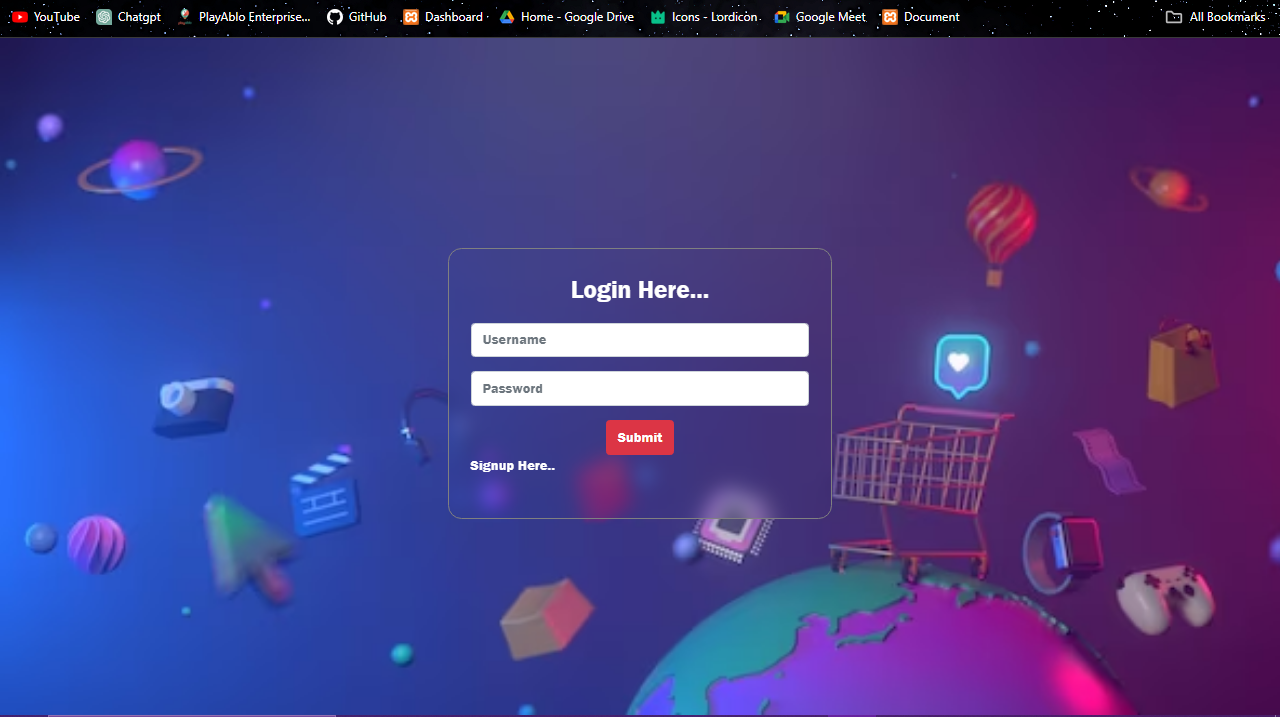 YouTube Chatgpt PlayAblo Enterprise... GitHub Dashboard Home - Google Drive Icons - Lordicon Google Meet Document All Bookmarks
Login Here...
Username
Password
Submit
Signup Here..